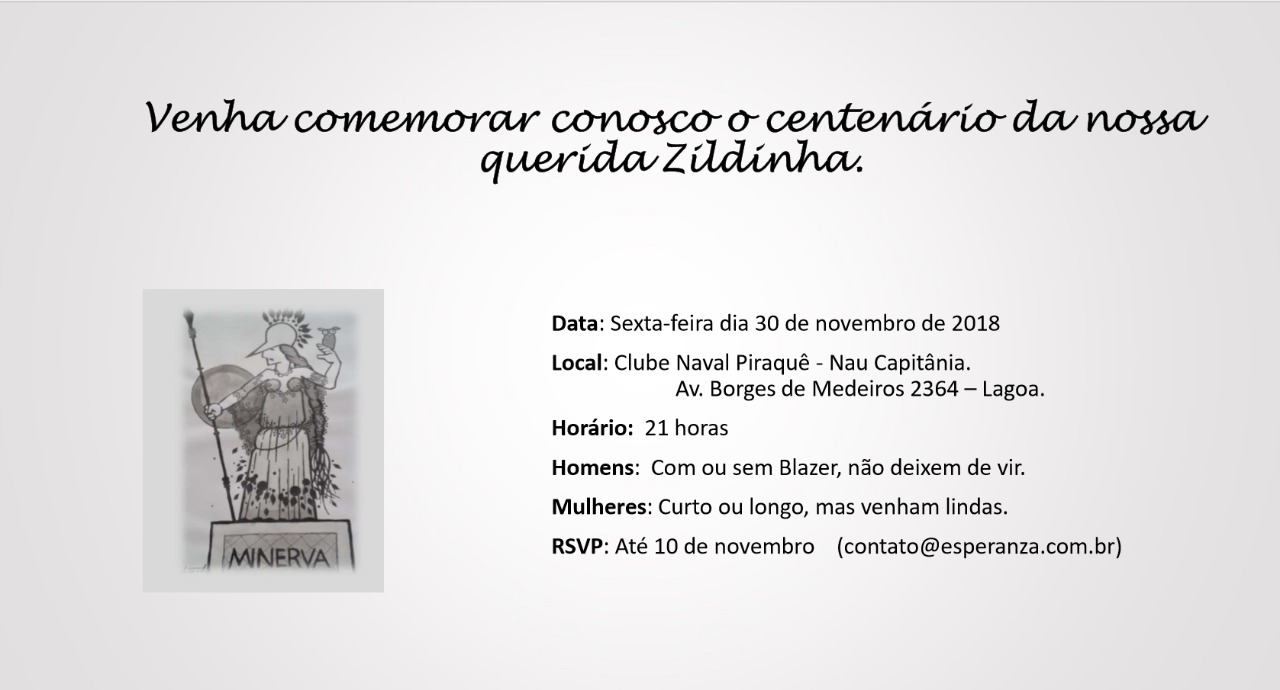 Venha comemorar conosco o centenário da nossa
querida Zildinha.
MINERVA
Data: Sexta-feira dia 30 de novembro de 2018
Local: Clube Naval Piraquê - Nau Capitânia.
Av. Borges de Medeiros 2364 – Lagoa.
Horário: 21 horas
Homens: Com ou sem Blazer, não deixem de vir.
Mulheres: Curto ou longo, mas venham lindas.
RSVP: Até 10 de novembro (contato@esperanza.com.br)